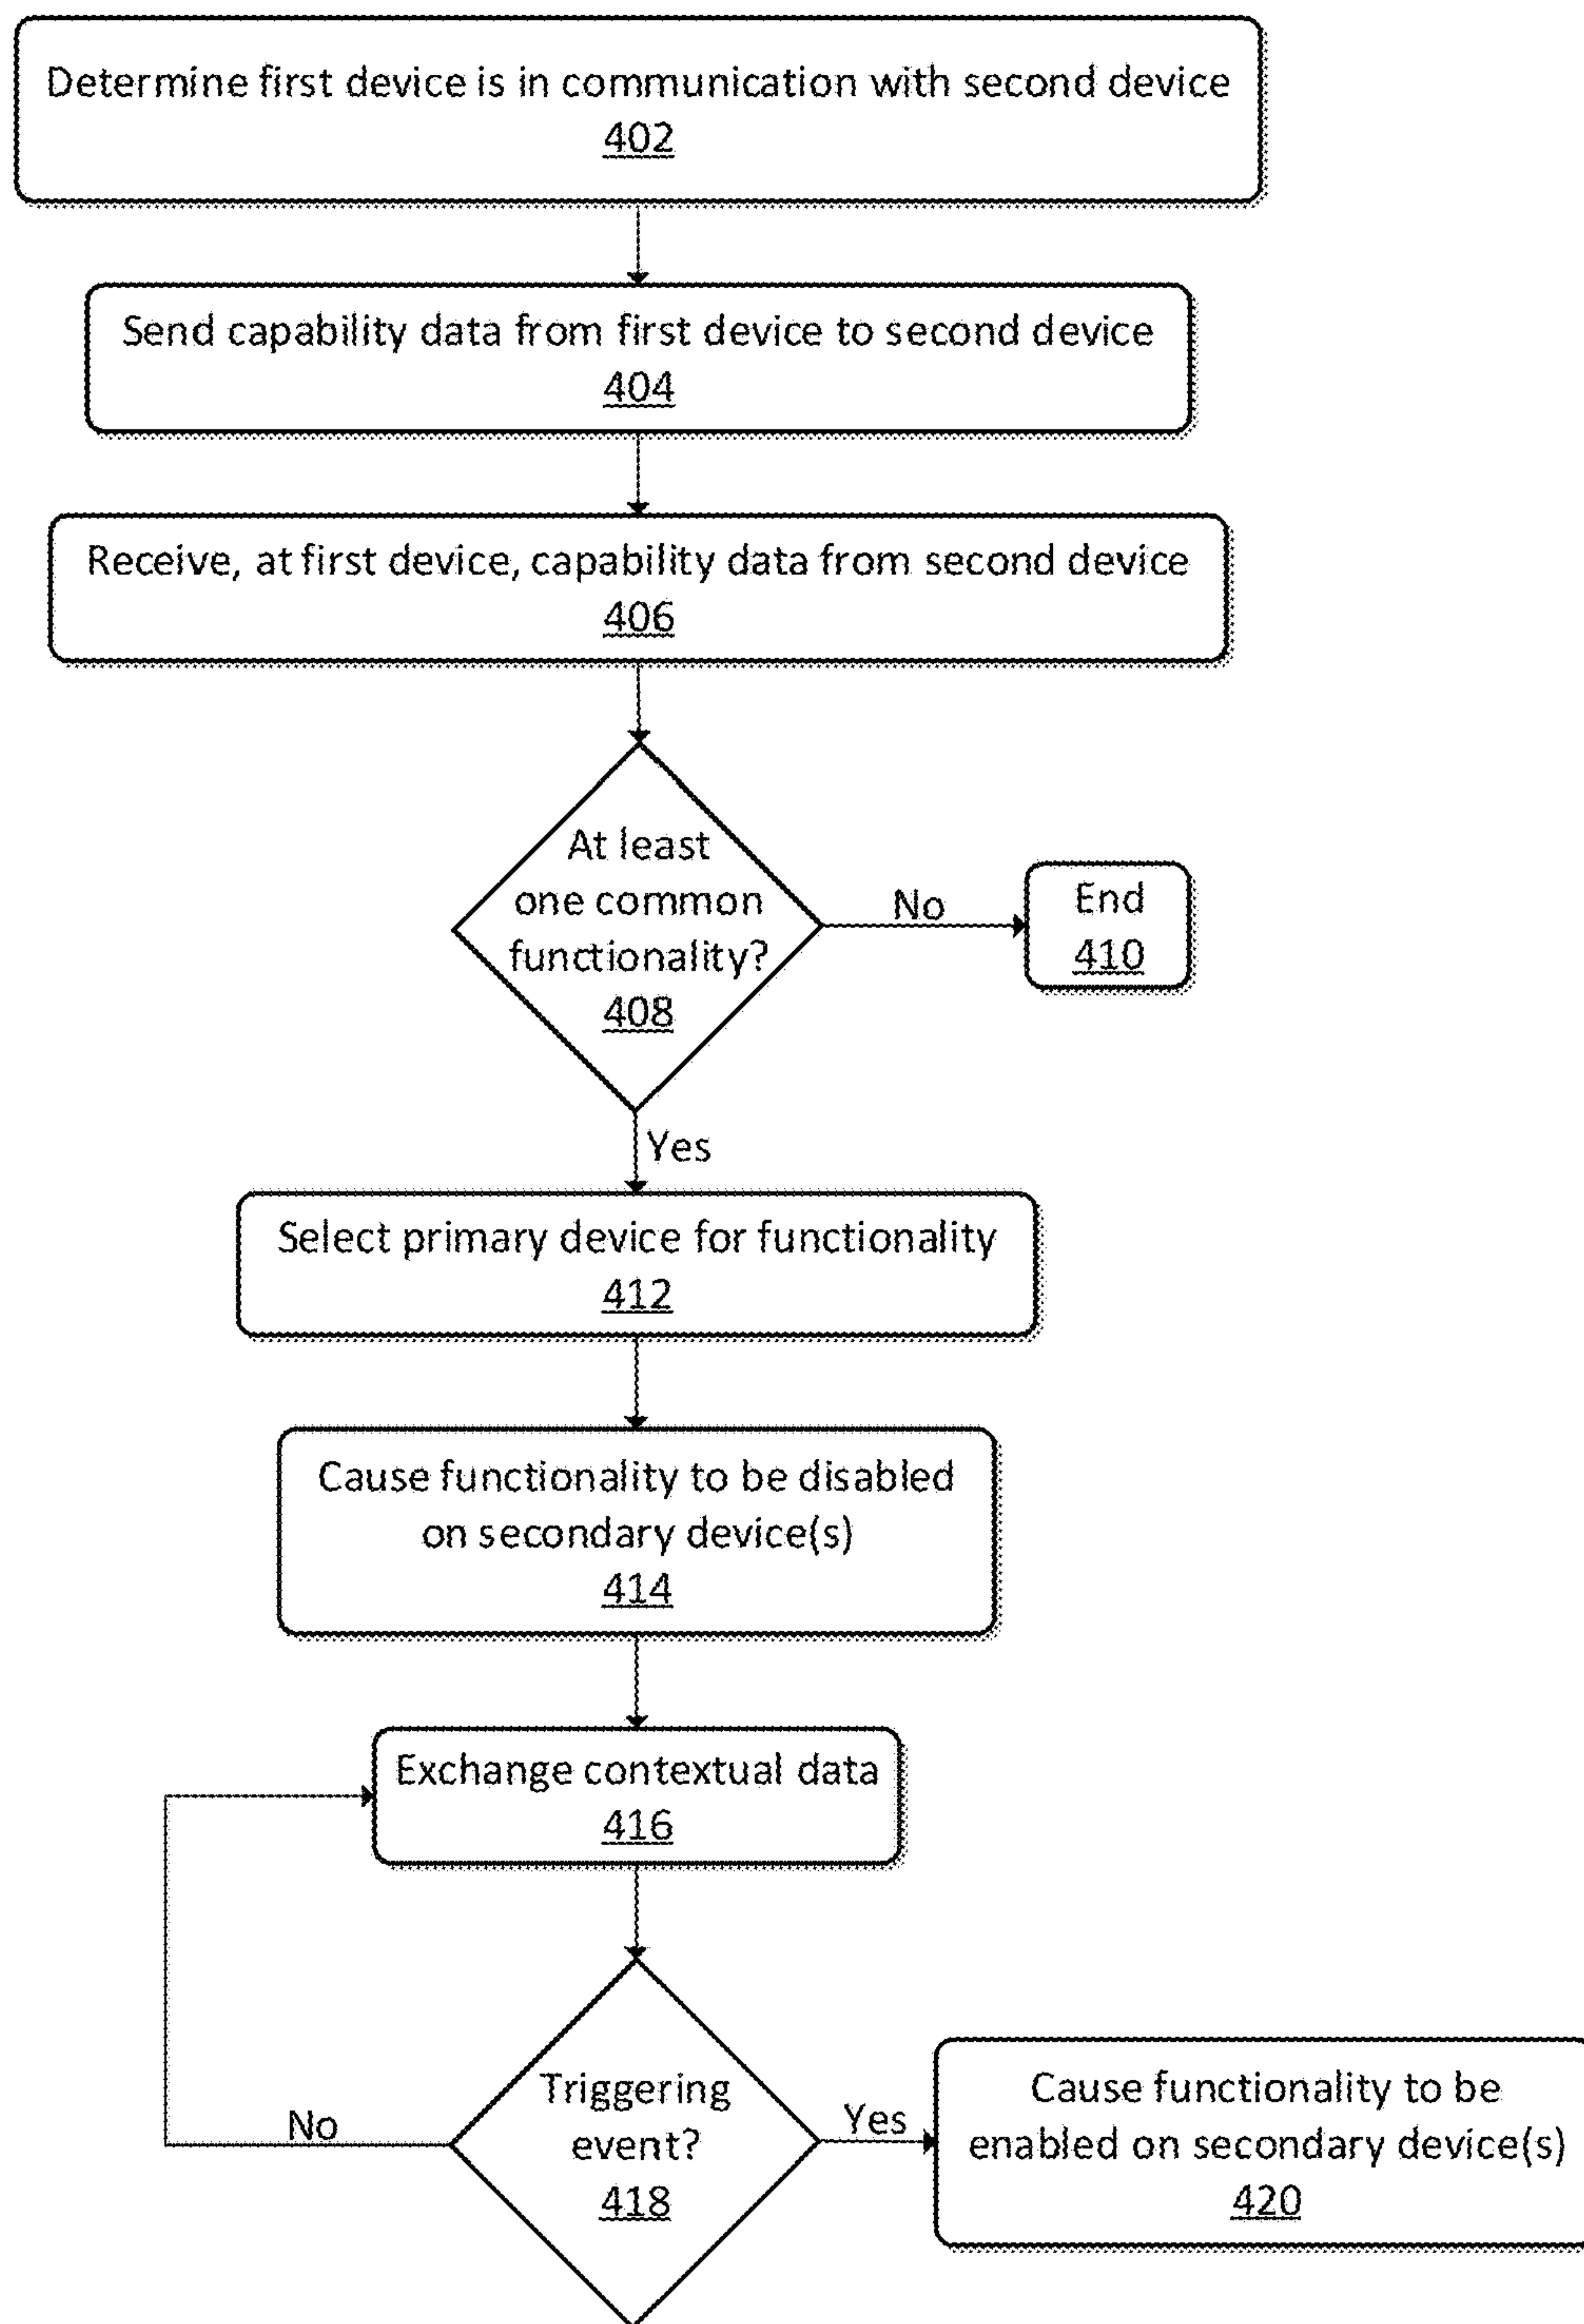 Determine first device is in communication with second device
402
Send capability data from first device to second device
404
Receive, at first device, capability data from second device
406
At least
one common
functionality?
408
No
End
410
Yes
Select primary device for functionality
412
Cause functionality to be disabled
on secondary device(s)
414
Exchange contextual data
416
Triggering
event?
418
No
Yes
Cause functionality to be
enabled on secondary device(s)
420